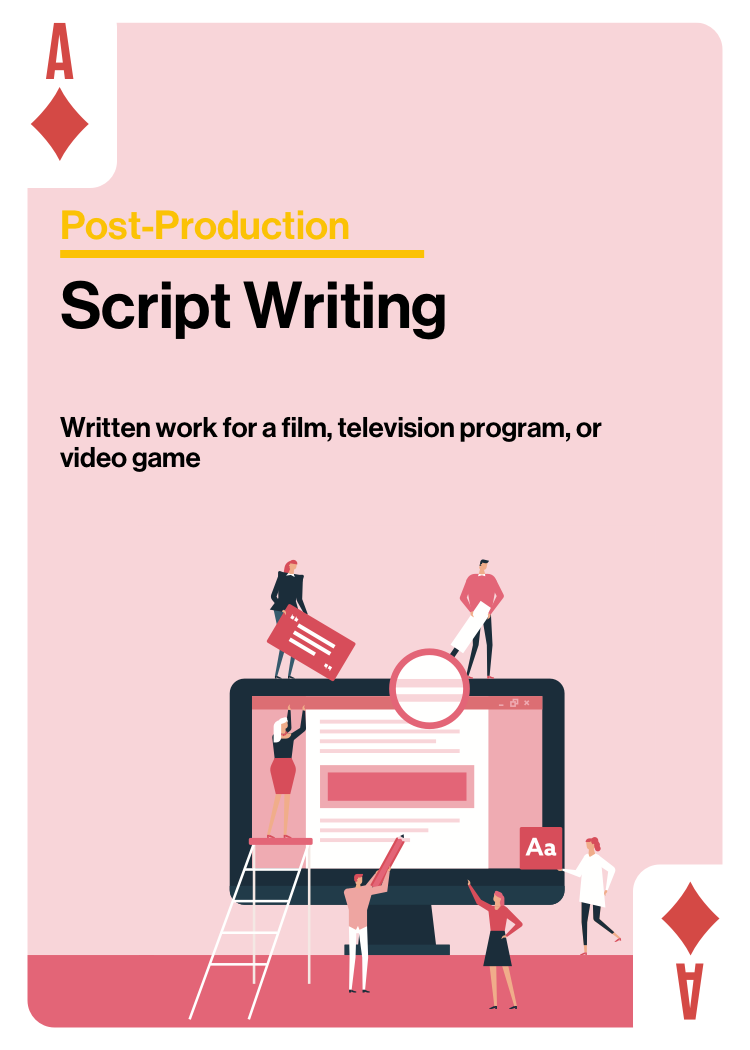 A
Post-Production
Script Writing
Written work for a film, television program, or
video game
Aa
A